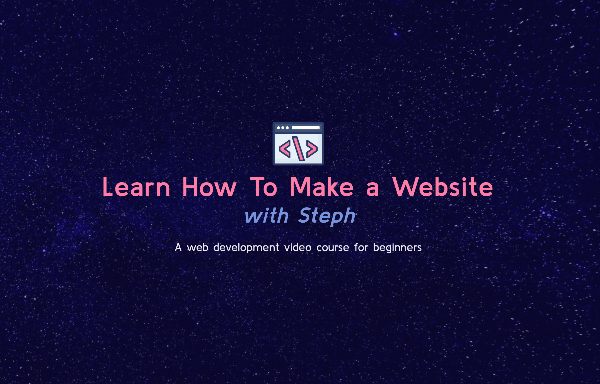 <\>
Learn How To Make a Website
with Steph
A web development video course for beginners